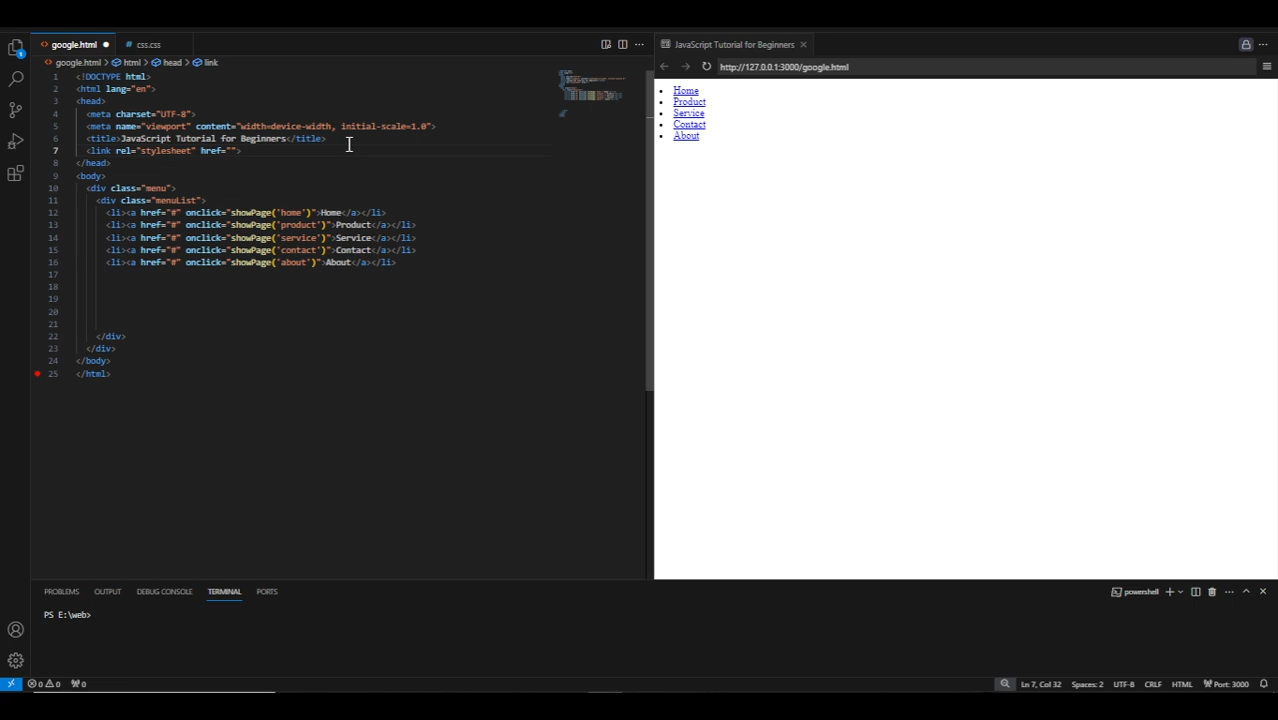 google.html
css.css
JavaScript Tutorial for Beginners
google.html > html > head > link
http://127.0.0.1:3000/google.html
1 <!DOCTYPE html>
2 <html lang="en">
3 <head>
4 <meta charset="UTF-8">
5 <meta name="viewport" content="width=device-width, initial-scale=1.0">
6 <title>JavaScript Tutorial for Beginners</title>
7 <link rel="stylesheet" href="">
8 </head>
9 <body>
10 <div class="menu">
11 <div class="menuList">
12 <li><a href="#" onclick="showPage('home')">Home</a></li>
13 <li><a href="#" onclick="showPage('product')">Product</a></li>
14 <li><a href="#" onclick="showPage('service')">Service</a></li>
15 <li><a href="#" onclick="showPage('contact')">Contact</a></li>
16 <li><a href="#" onclick="showPage('about')">About</a></li>
17
18
19
20
21
22 </div>
23 </div>
24 </body>
25 </html>
Home
Product
Service
Contact
About
PROBLEMS OUTPUT DEBUG CONSOLE TERMINAL PORTS
powershell
PS E:\web>
0 0 0
Ln 7, Col 32 Spaces: 2 UTF-8 CRLF HTML Port: 3000